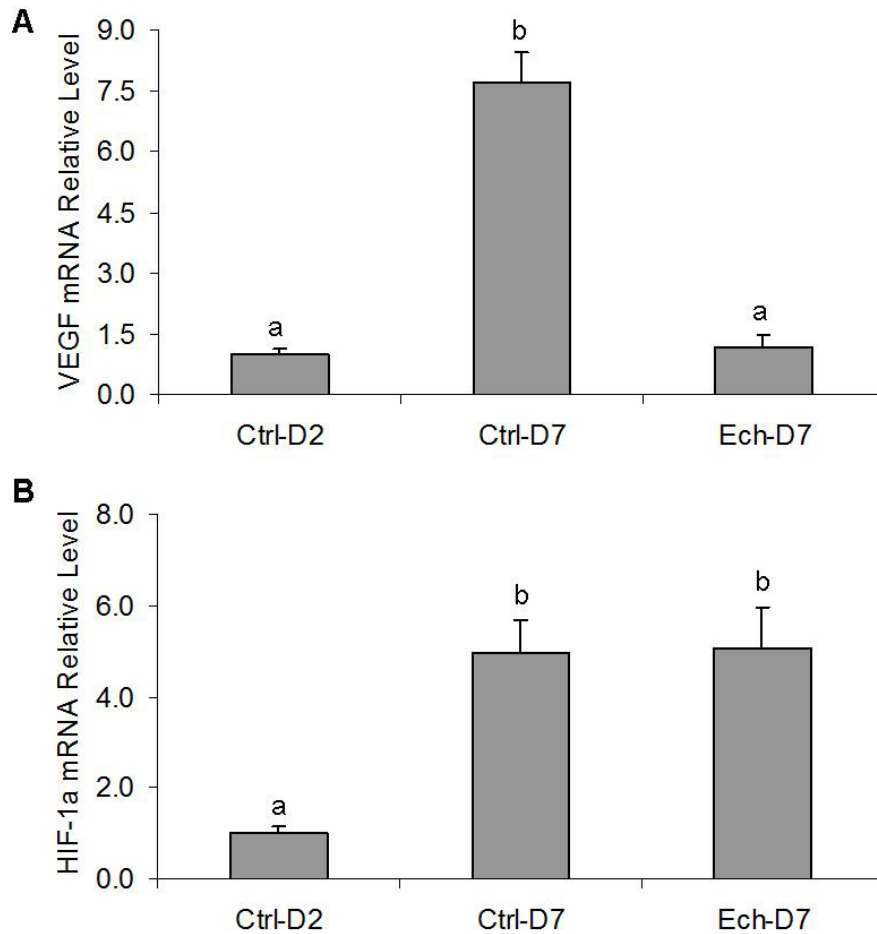 A
VEGF mRNA Relative Level
9.0
7.5
6.0
4.5
3.0
1.5
0.0
a
b
a
Ctrl-D2 Ctrl-D7 Ech-D7
B
HIF-1a mRNA Relative Level
8.0
6.0
4.0
2.0
0.0
a
b
b
Ctrl-D2 Ctrl-D7 Ech-D7